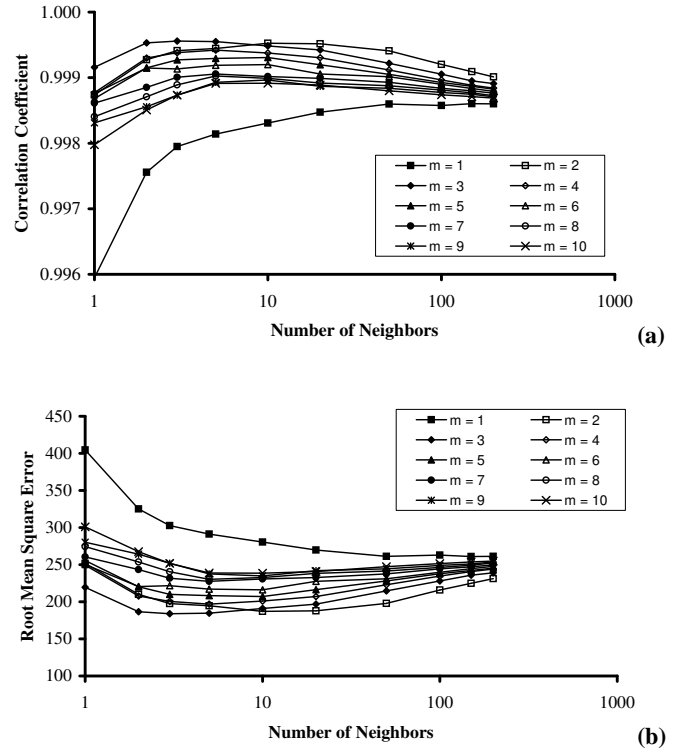 1.000
0.999
0.998
0.997
0.996
Correlation Coefficient
m = 1 m = 2
m = 3 m = 4
m = 5 m = 6
m = 7 m = 8
m = 9 m = 10
1 10 100 1000
Number of Neighbors
(a)
450
400
350
300
250
200
150
100
Root Mean Square Error
m = 1 m = 2
m = 3 m = 4
m = 5 m = 6
m = 7 m = 8
m = 9 m = 10
1 10 100 1000
Number of Neighbors
(b)